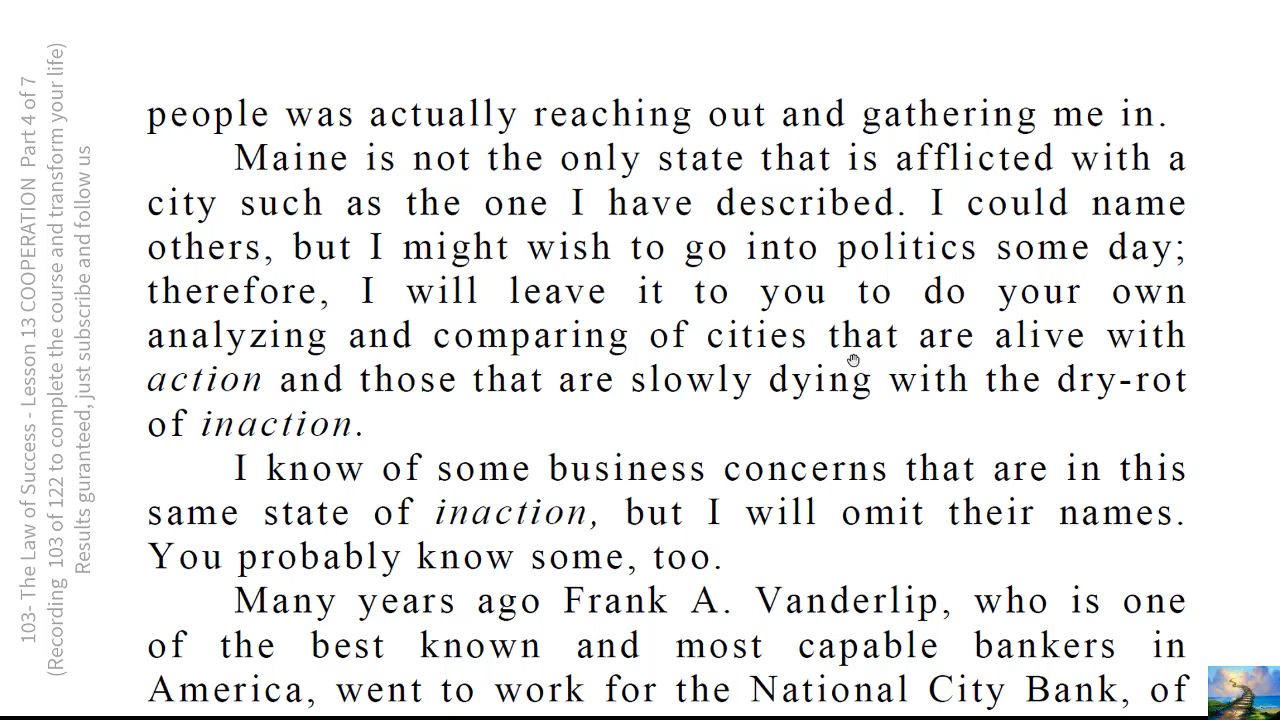 103- The Law of Success - Lesson 13 COOPERATION Part 4 of 7
(Recording 103 of 122 to complete the course and transform your life)
Results guranteed, just subscribe and follow us
people was actually reaching out and gathering me in.
Maine is not the only state that is afflicted with a
city such as the one I have described. I could name
others, but I might wish to go into politics some day;
therefore, I will leave it to you to do your own
analyzing and comparing of cities that are alive with
action and those that are slowly dying with the dry-rot
of inaction.
I know of some business concerns that are in this
same state of inaction, but I will omit their names.
You probably know some, too.
Many years ago Frank A. Vanderlip, who is one
of the best known and most capable bankers in
America, went to work for the National City Bank, of